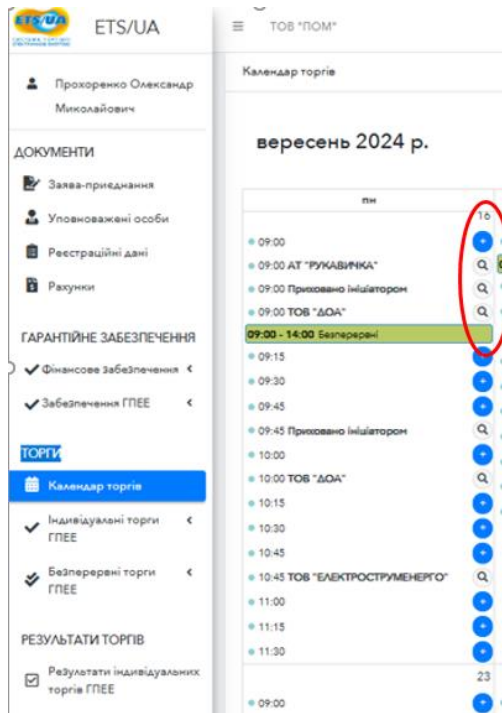 ETS/UA
ETS/UA
ТОВ "ПОМ"
Прохоренко Олександр
Миколайович
ДОКУМЕНТИ
Заява-приєднання
Уповноважені особи
Реєстраційні дані
Рахунки
ГАРАНТІЙНЕ ЗАБЕЗПЕЧЕННЯ
Фінансове забезпечення
Забезпечення ГПЕЕ
ТОРГИ
Календар торгів
Індивідуальні торги
ГПЕЕ
Безперервні торги
ГПЕЕ
РЕЗУЛЬТАТИ ТОРГІВ
Результати індивідуальних
торгів ГПЕЕ
Календар торгів
вересень 2024 р.
пн
16
09:00
09:00 АТ "РУКАВИЧКА"
09:00 Приховано ініціатором
09:00 ТОВ "ДОА"
09:00 - 14:00 Безперервні
09:15
09:30
09:45
09:45 Приховано ініціатором
10:00
10:00 ТОВ "ДОА"
10:15
10:30
10:45
10:45 ТОВ "ЕЛЕКТРОСТРУМЕНЕРГО"
11:00
11:15
11:30
23
09:00